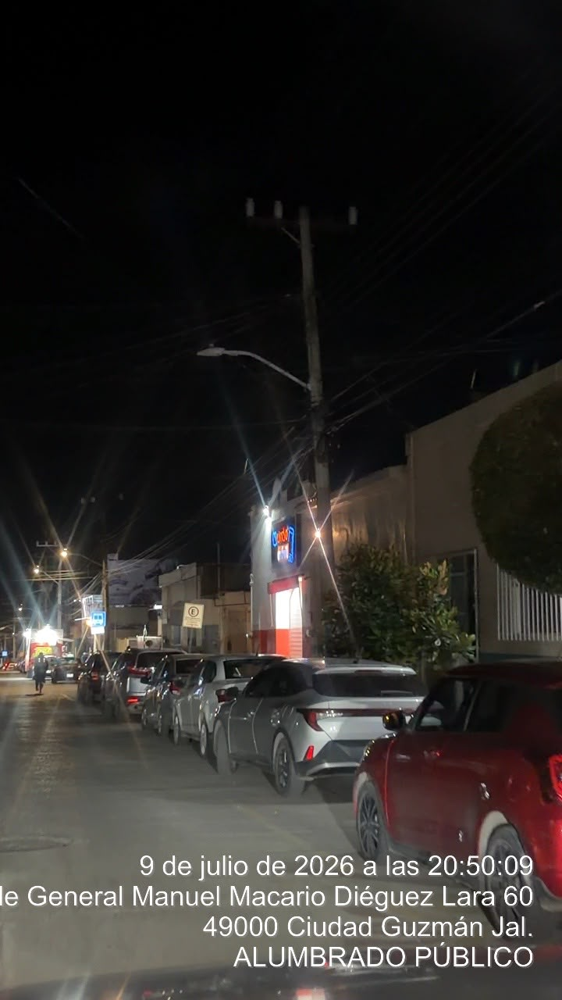 E
9 de julio de 2026 a las 20:50:09
le General Manuel Macario Diéguez Lara 60
49000 Ciudad Guzmán Jal.
ALUMBRADO PÚBLICO